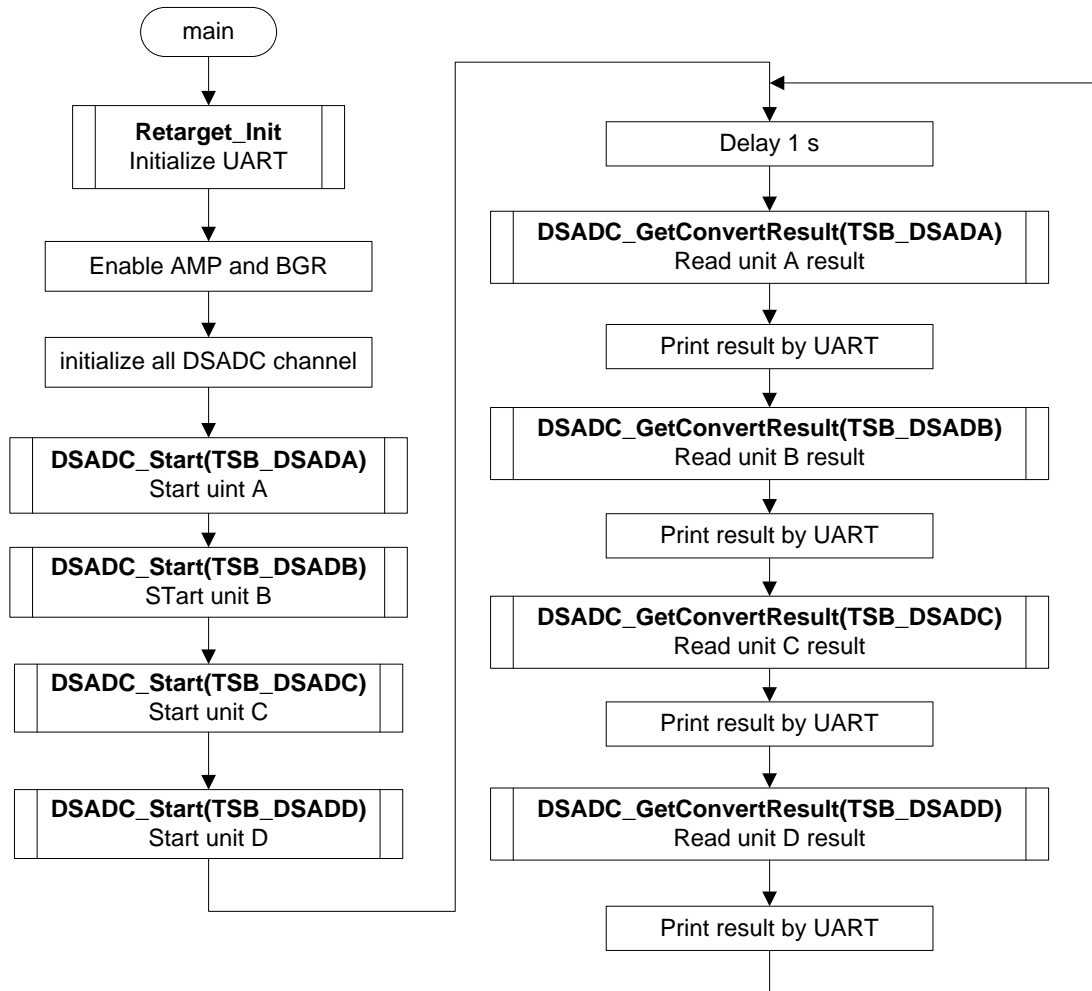 main
Retarget_Init
Initialize UART
Enable AMP and BGR
initialize all DSADC channel
DSADC_Start(TSB_DSADA)
Start uint A
DSADC_Start(TSB_DSADB)
STart unit B
DSADC_Start(TSB_DSADC)
Start unit C
DSADC_Start(TSB_DSADD)
Start unit D
Delay 1 s
DSADC_GetConvertResult(TSB_DSADA)
Read unit A result
Print result by UART
DSADC_GetConvertResult(TSB_DSADB)
Read unit B result
Print result by UART
DSADC_GetConvertResult(TSB_DSADC)
Read unit C result
Print result by UART
DSADC_GetConvertResult(TSB_DSADD)
Read unit D result
Print result by UART